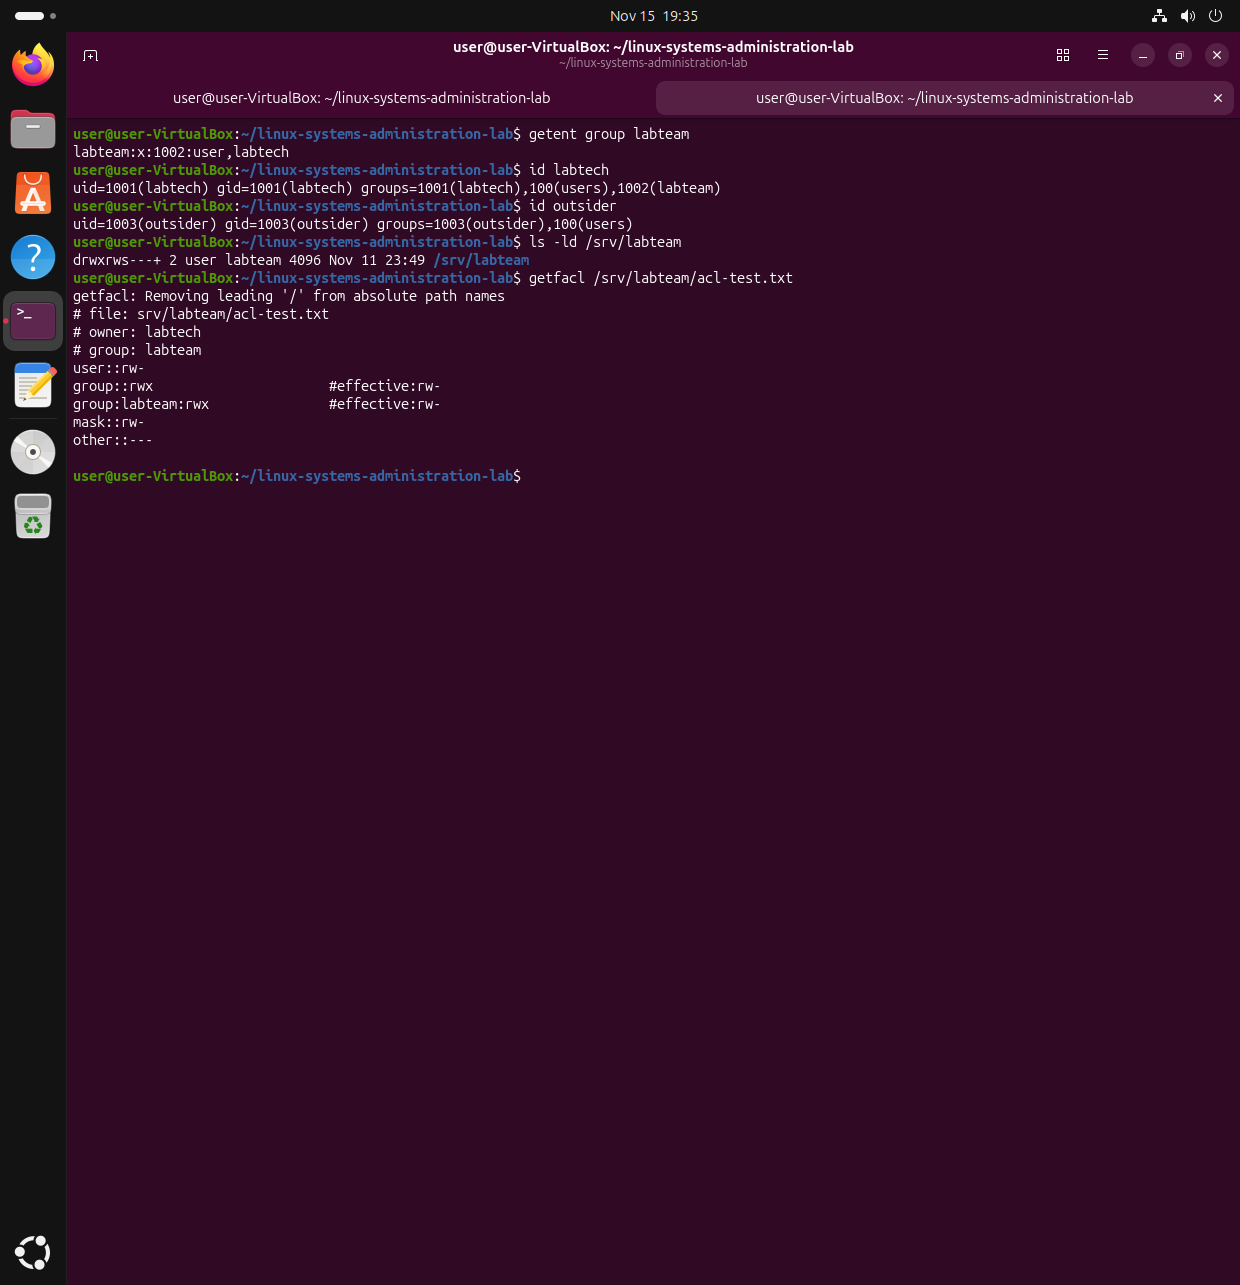 Nov 15 19:35
user@user-VirtualBox: ~/linux-systems-administration-lab
~/linux-systems-administration-lab
user@user-VirtualBox: ~/linux-systems-administration-lab
user@user-VirtualBox: ~/linux-systems-administration-lab
user@user-VirtualBox:~/linux-systems-administration-lab$ getent group labteam
labteam:x:1002:user,labtech
user@user-VirtualBox:~/linux-systems-administration-lab$ id labtech
uid=1001(labtech) gid=1001(labtech) groups=1001(labtech),100(users),1002(labteam)
user@user-VirtualBox:~/linux-systems-administration-lab$ id outsider
uid=1003(outsider) gid=1003(outsider) groups=1003(outsider),100(users)
user@user-VirtualBox:~/linux-systems-administration-lab$ ls -ld /srv/labteam
drwxrws---+ 2 user labteam 4096 Nov 11 23:49 /srv/labteam
user@user-VirtualBox:~/linux-systems-administration-lab$ getfacl /srv/labteam/acl-test.txt
getfacl: Removing leading '/' from absolute path names
# file: srv/labteam/acl-test.txt
# owner: labtech
# group: labteam
user::rw-
group::rwx                      #effective:rw-
group:labteam:rwx               #effective:rw-
mask::rw-
other::---
user@user-VirtualBox:~/linux-systems-administration-lab$